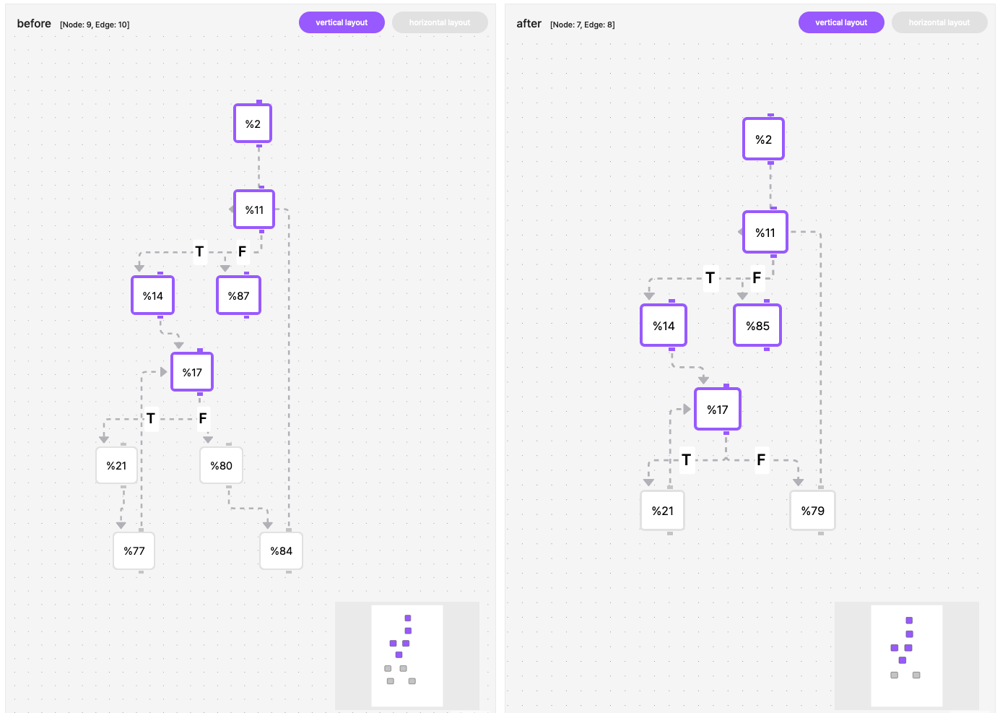 before [Node: 9, Edge: 10] vertical layout horizontal layout
%2
%11
T F
%14 %87
%17
T F
%21 %80
%77 %84
after [Node: 7, Edge: 8] vertical layout horizontal layout
%2
%11
T F
%14 %85
%17
T F
%21 %79